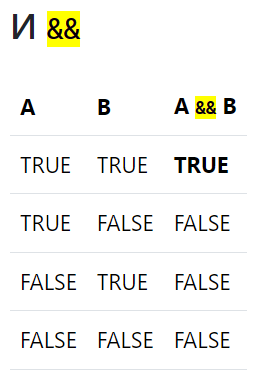 И &&
A B A && B
TRUE TRUE TRUE
TRUE FALSE FALSE
FALSE TRUE FALSE
FALSE FALSE FALSE